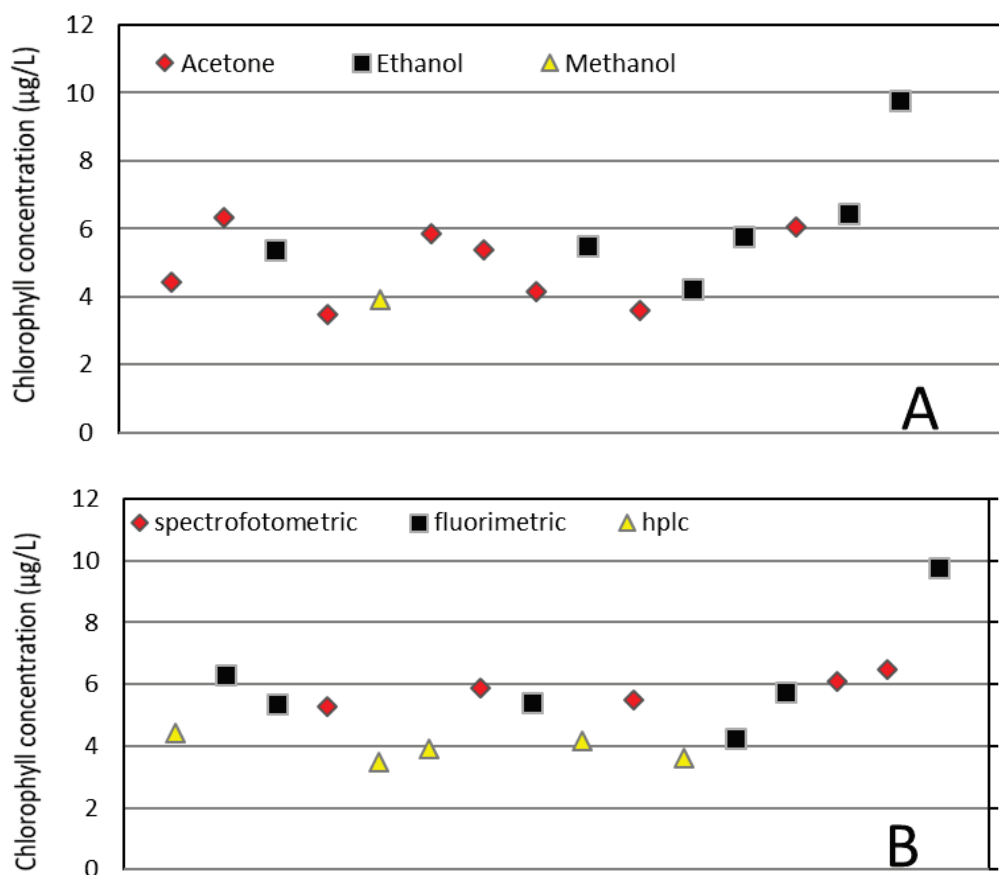 12
Acetone Ethanol Methanol
10
8
6
4
2
0
Chlorophyll concentration (µg/L)
A
12
spectrofotometric fluorimetric hplc
10
8
6
4
2
0
Chlorophyll concentration (µg/L)
B